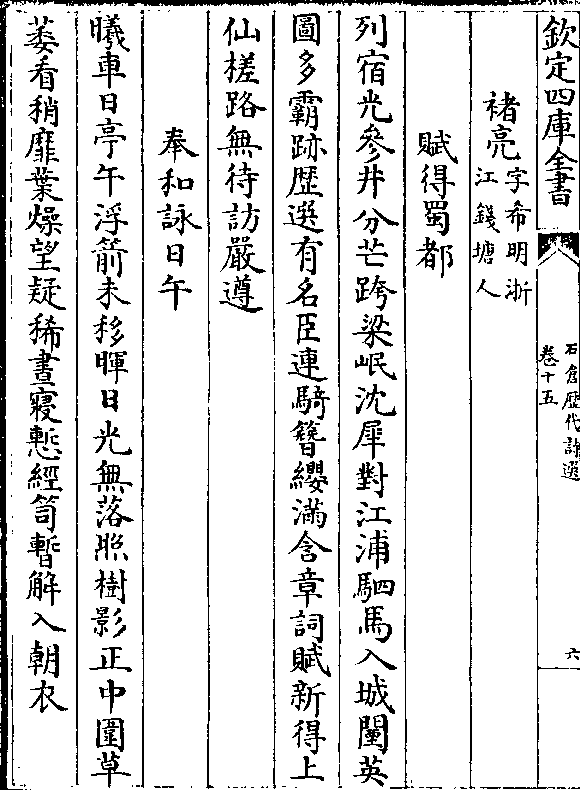 欽定四庫全書
石倉歷代詩選
卷十五
六
褚亮字希明浙
江錢塘人
賦得蜀都
列宿光參井分芒跨梁岷沈犀對江浦駟馬入城闉英
圖多霸跡歴選有名臣連騎簪纓滿含章詞賦新得上
仙槎路無待訪嚴遵
奉和詠日午
曦車日亭午浮箭未移暉日光無落照樹影正中圍草
萎看稍靡葉燥望疑稀晝寢慙經笥暫解入朝衣